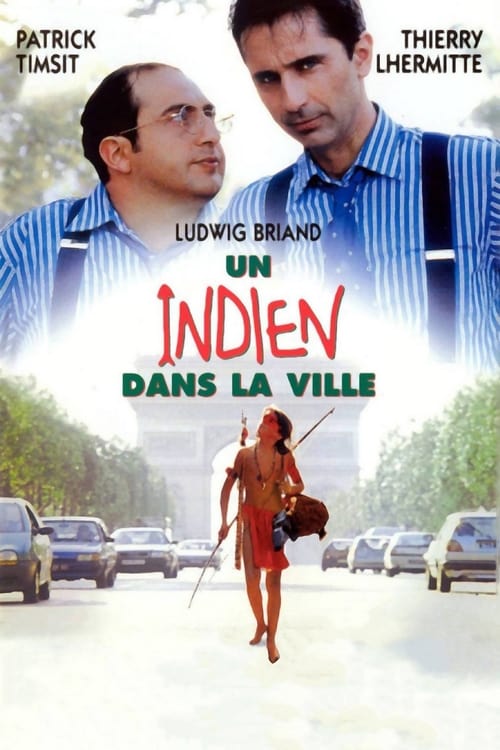 PATRICK
TIMSIT
THIERRY
LHERMITTE
LUDWIG BRIAND
UN
INDIEN
DANS LA VILLE